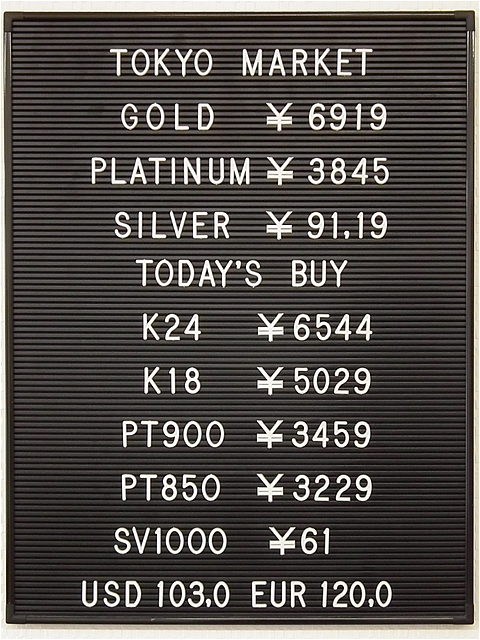 TOKYO MARKET
GOLD ¥ 6919
PLATINUM ¥ 3845
SILVER ¥ 91,19
TODAY'S BUY
K24 ¥6544
K18 ¥5029
PT900 ¥3459
PT850 ¥3229
SV1000 ¥61
USD 103,0 EUR 120,0